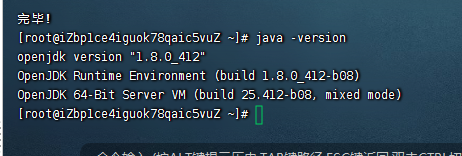 完毕！
[root@iZbp1ce4iguok78qaic5vuZ ~]# java -version
openjdk version "1.8.0_412"
OpenJDK Runtime Environment (build 1.8.0_412-b08)
OpenJDK 64-Bit Server VM (build 25.412-b08, mixed mode)
[root@iZbp1ce4iguok78qaic5vuZ ~]#